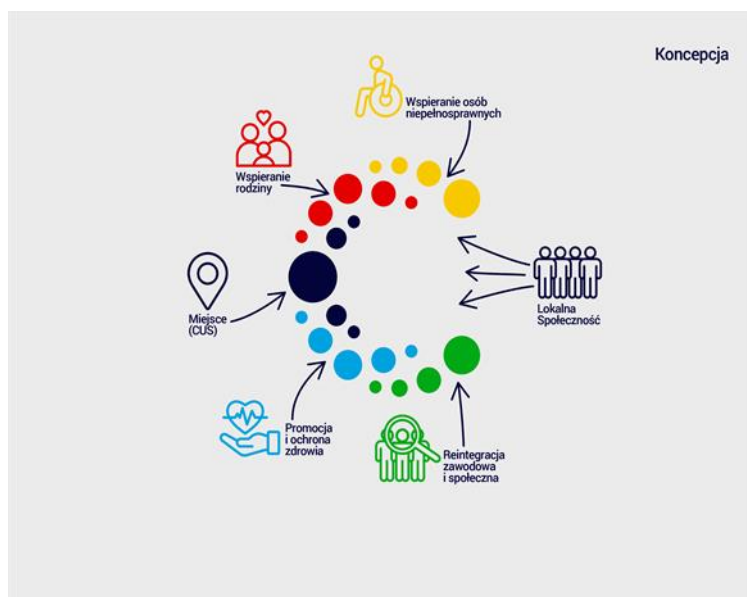 Koncepcja
Wspieranie osób
niepełnosprawnych
Wspieranie
rodziny
Miejsce
(CUS)
Lokalna
Społeczność
Promocja
i ochrona
zdrowia
Reintegracja
zawodowa
i społeczna